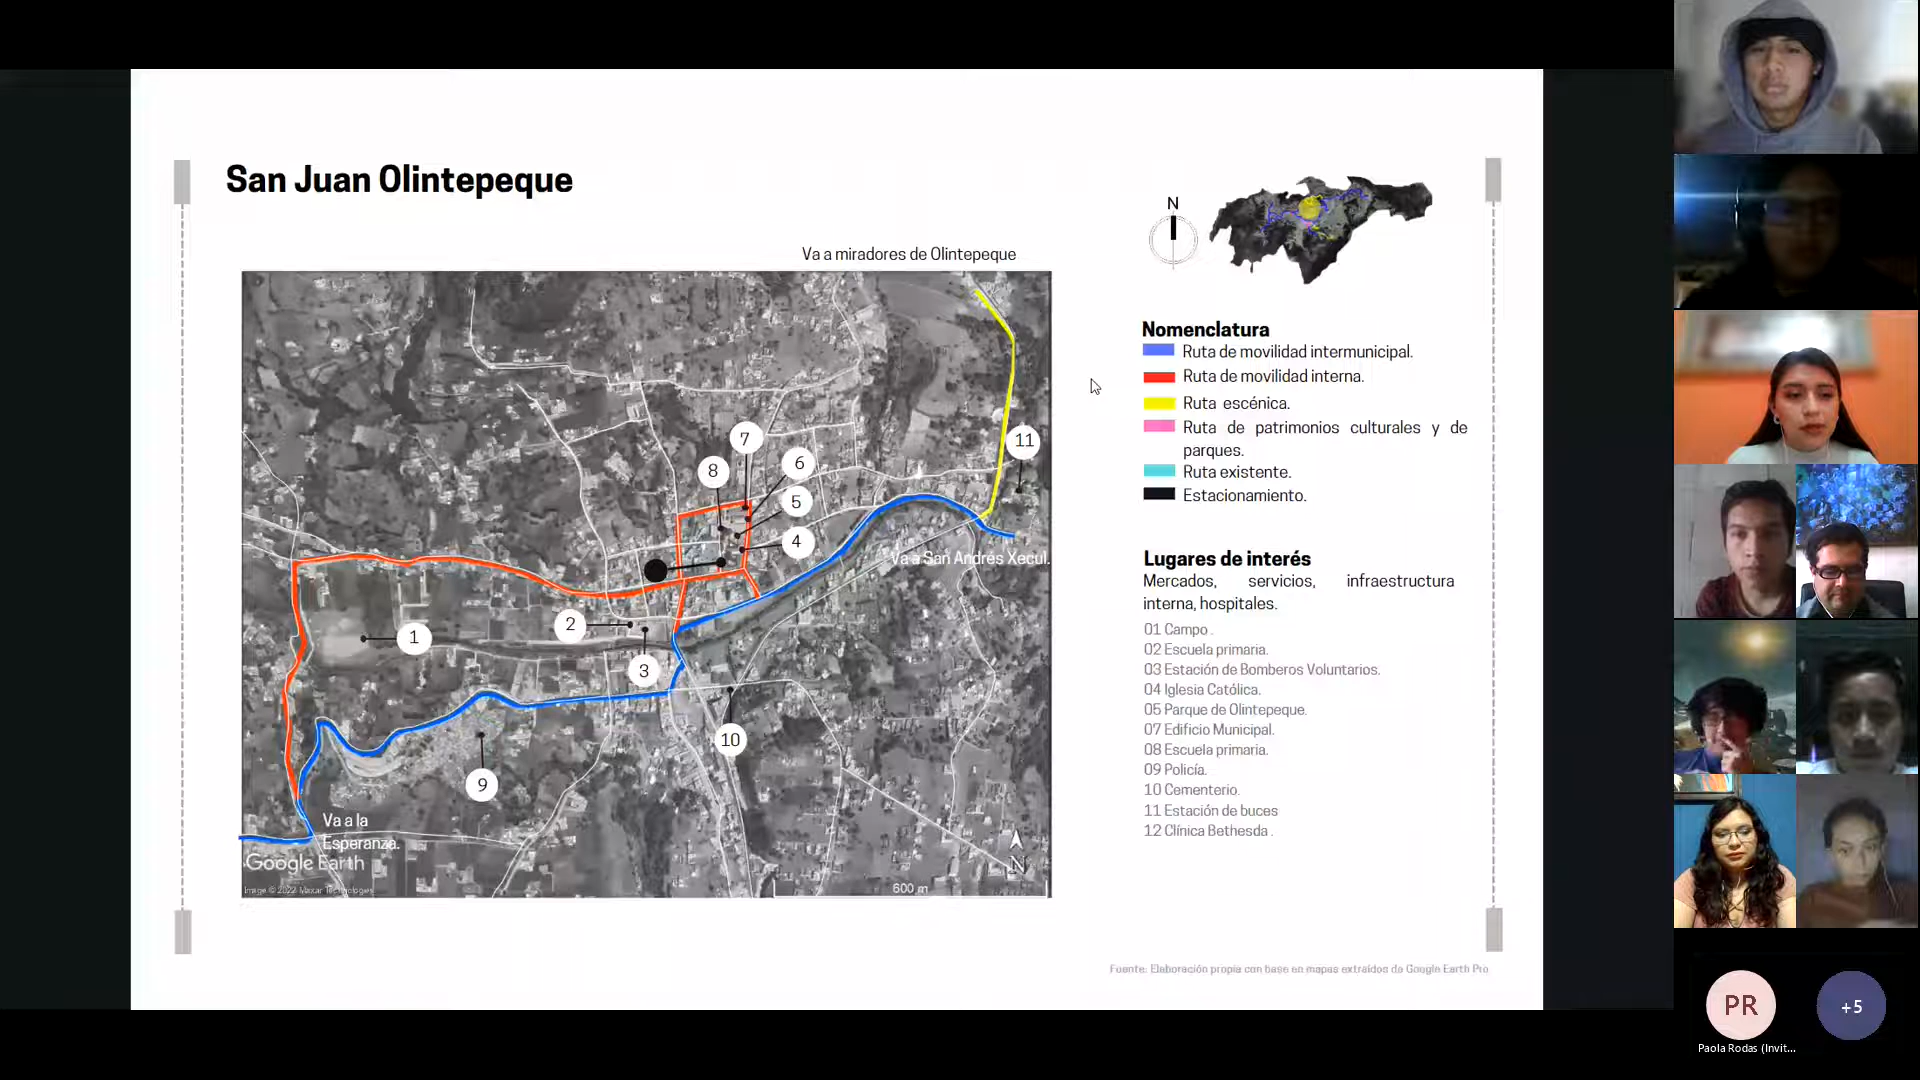 San Juan Olintepeque
Va a miradores de Olintepeque
7
8
6
5
4
11
Va a San Andrés Xecul.
1
2
3
10
9
Va a la
Esperanza.
Google Earth
Image © 2022 Maxar Technologies
600 m
N
N
Nomenclatura
Ruta de movilidad intermunicipal.
Ruta de movilidad interna.
Ruta escénica.
Ruta de patrimonios culturales y de
parques.
Ruta existente.
Estacionamiento.
Lugares de interés
Mercados, servicios, infraestructura
interna, hospitales.
01 Campo .
02 Escuela primaria.
03 Estación de Bomberos Voluntarios.
04 Iglesia Católica.
05 Parque de Olintepeque.
07 Edificio Municipal.
08 Escuela primaria.
09 Policía.
10 Cementerio.
11 Estación de buces
12 Clínica Bethesda .
Fuente: Elaboración propia con base en mapas extraídos de Google Earth Pro
PR
+5
Paola Rodas (Invit...